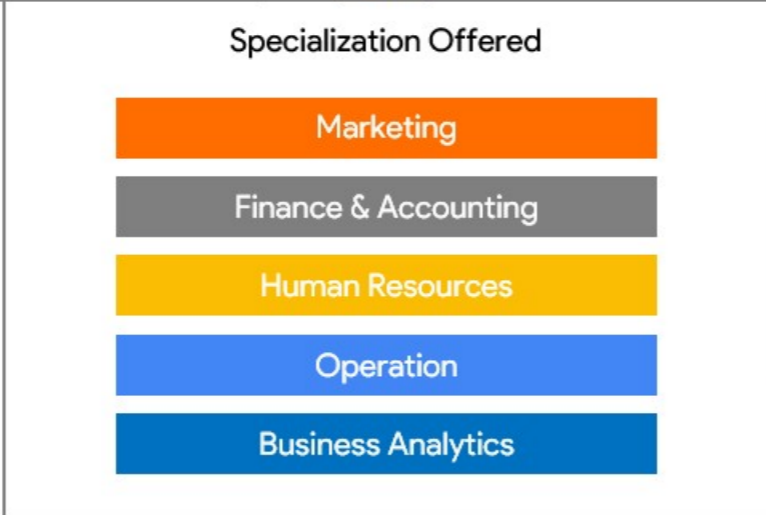 Specialization Offered
Marketing
Finance & Accounting
Human Resources
Operation
Business Analytics